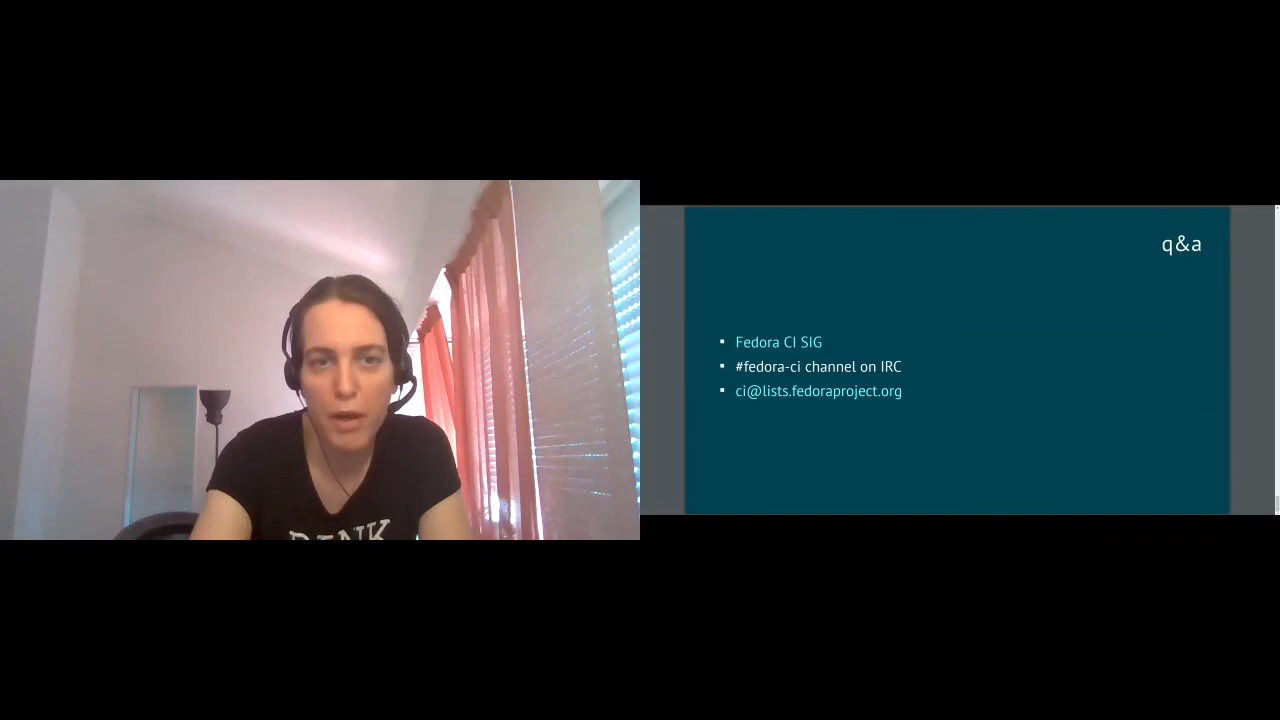 q&a
Fedora CI SIG
#fedora-ci channel on IRC
ci@lists.fedoraproject.org